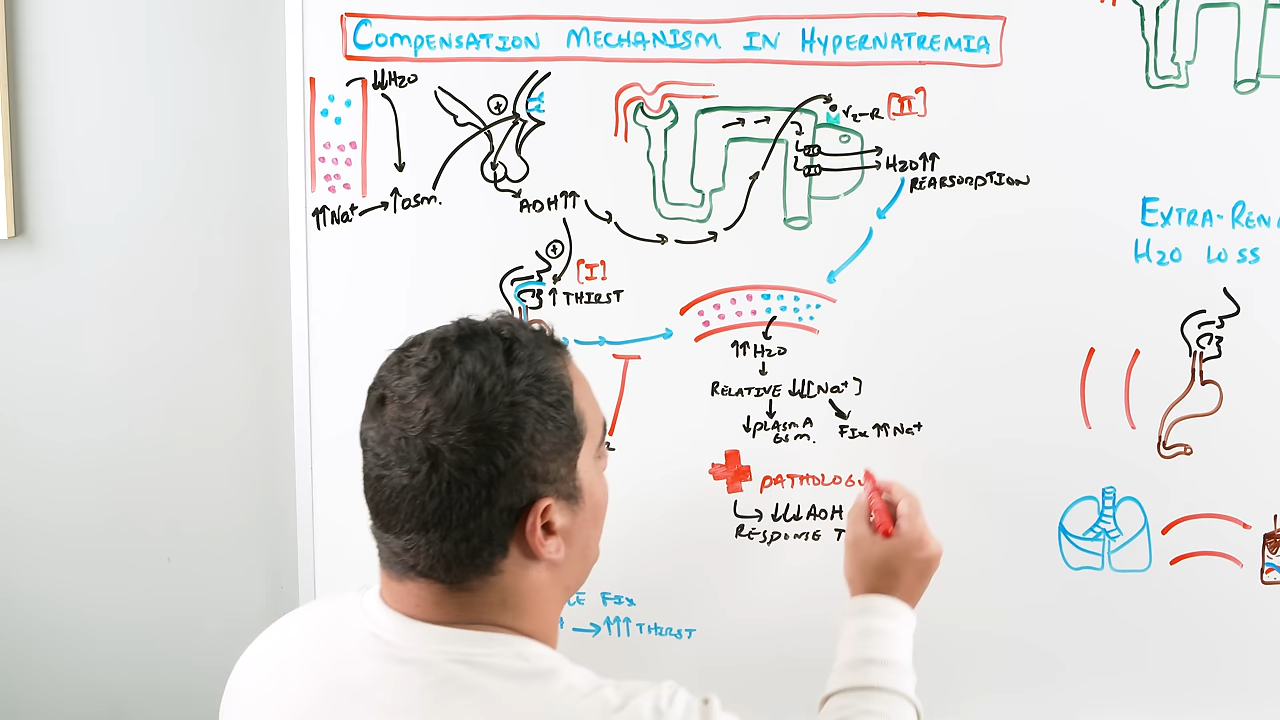 COMPENSATION MECHANISM IN HYPERNATREMIA
↓↓H2O
↑↑Na+ → ↑osm.
+
ADH↑↑
V2-R [II]
H2O↑↑
REABSORPTION
+
[I]
↑ THIRST
↑↑H2O
RELATIVE ↓↓[Na+]
↓PLASMA
osm.
FIX ↑↑Na+
PATHOLOGY
↳ ↓↓↓ADH
RESPONSE T
FIX
→ ↑↑↑ THIRST
EXTRA-REN
H2O LOSS